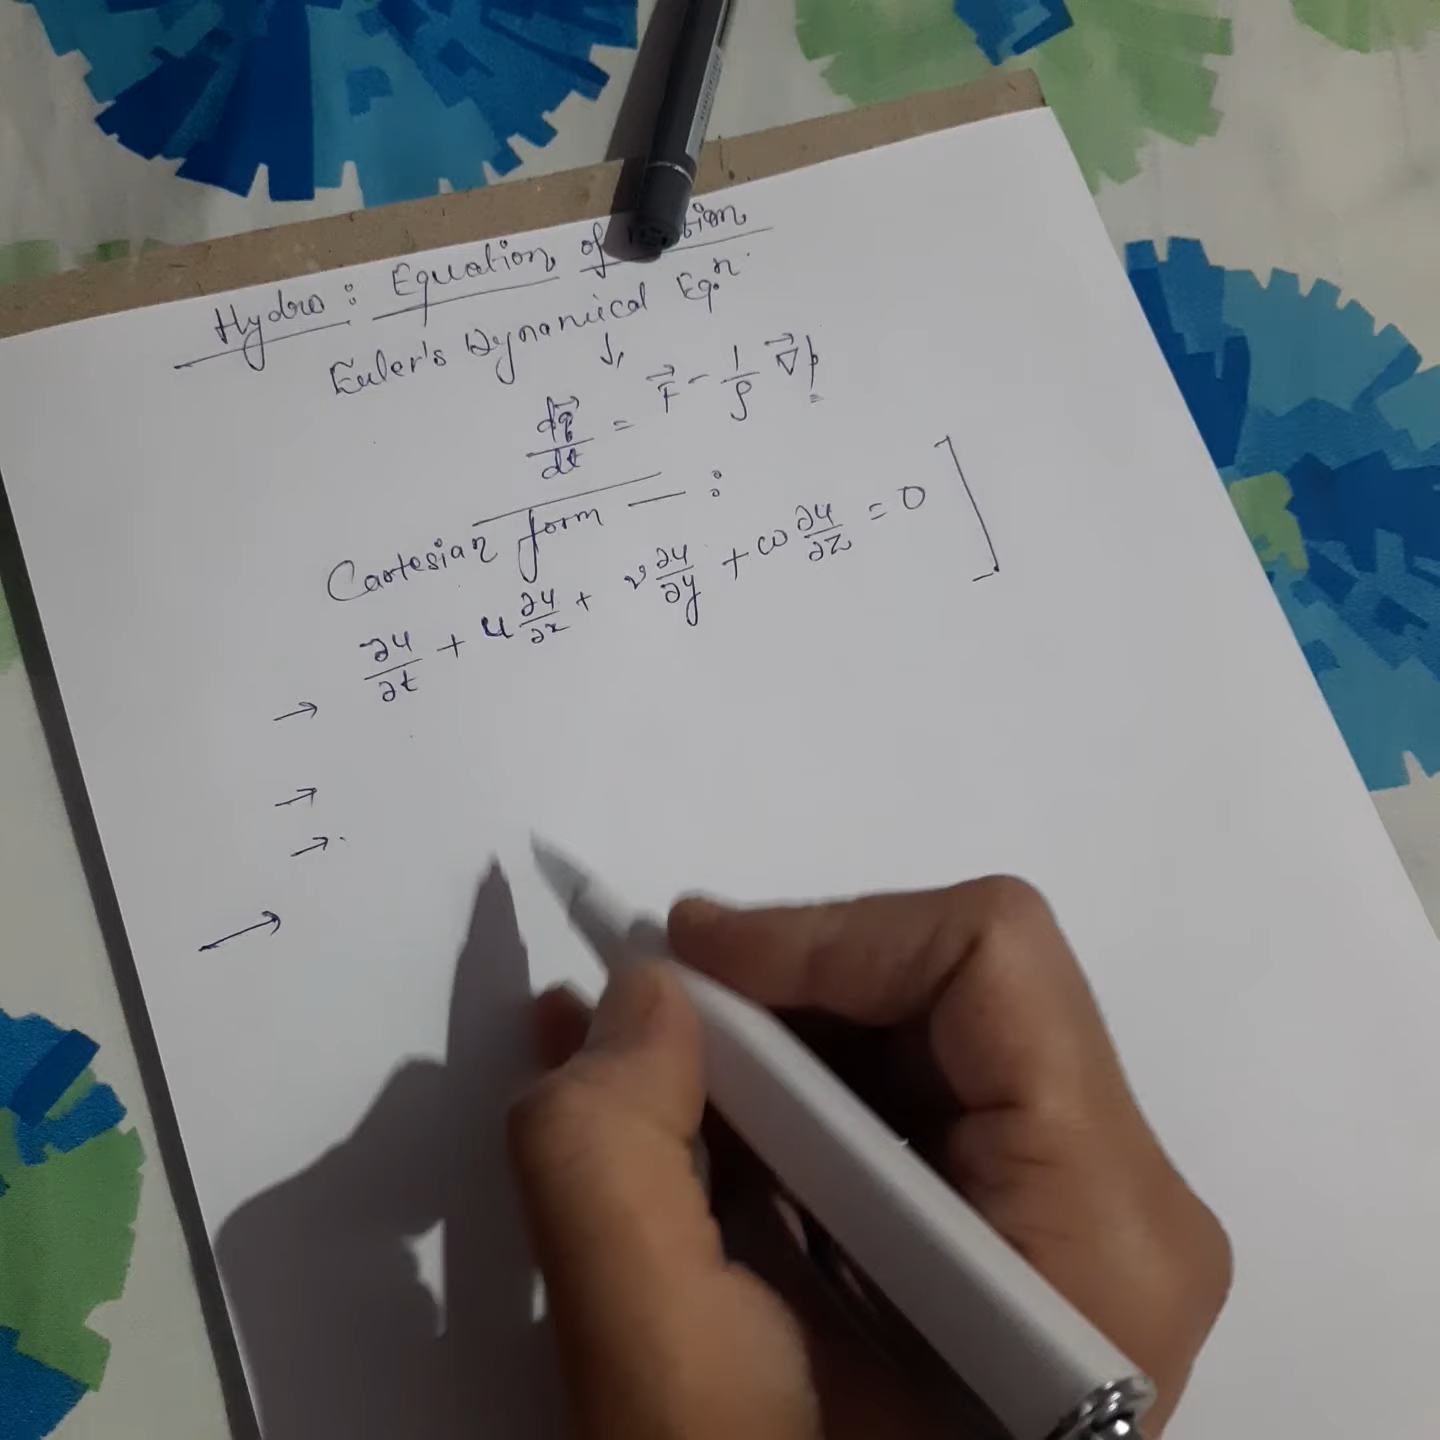 Hydro: Equation of
Euler's Dynamical Eqⁿ.
↓
dq⃗/dt = F⃗ - 1/ρ ∇⃗p
Cartesian form — :
→ ∂u/∂t + u ∂u/∂x + v ∂u/∂y + w ∂u/∂z = 0 ]
→
→
→